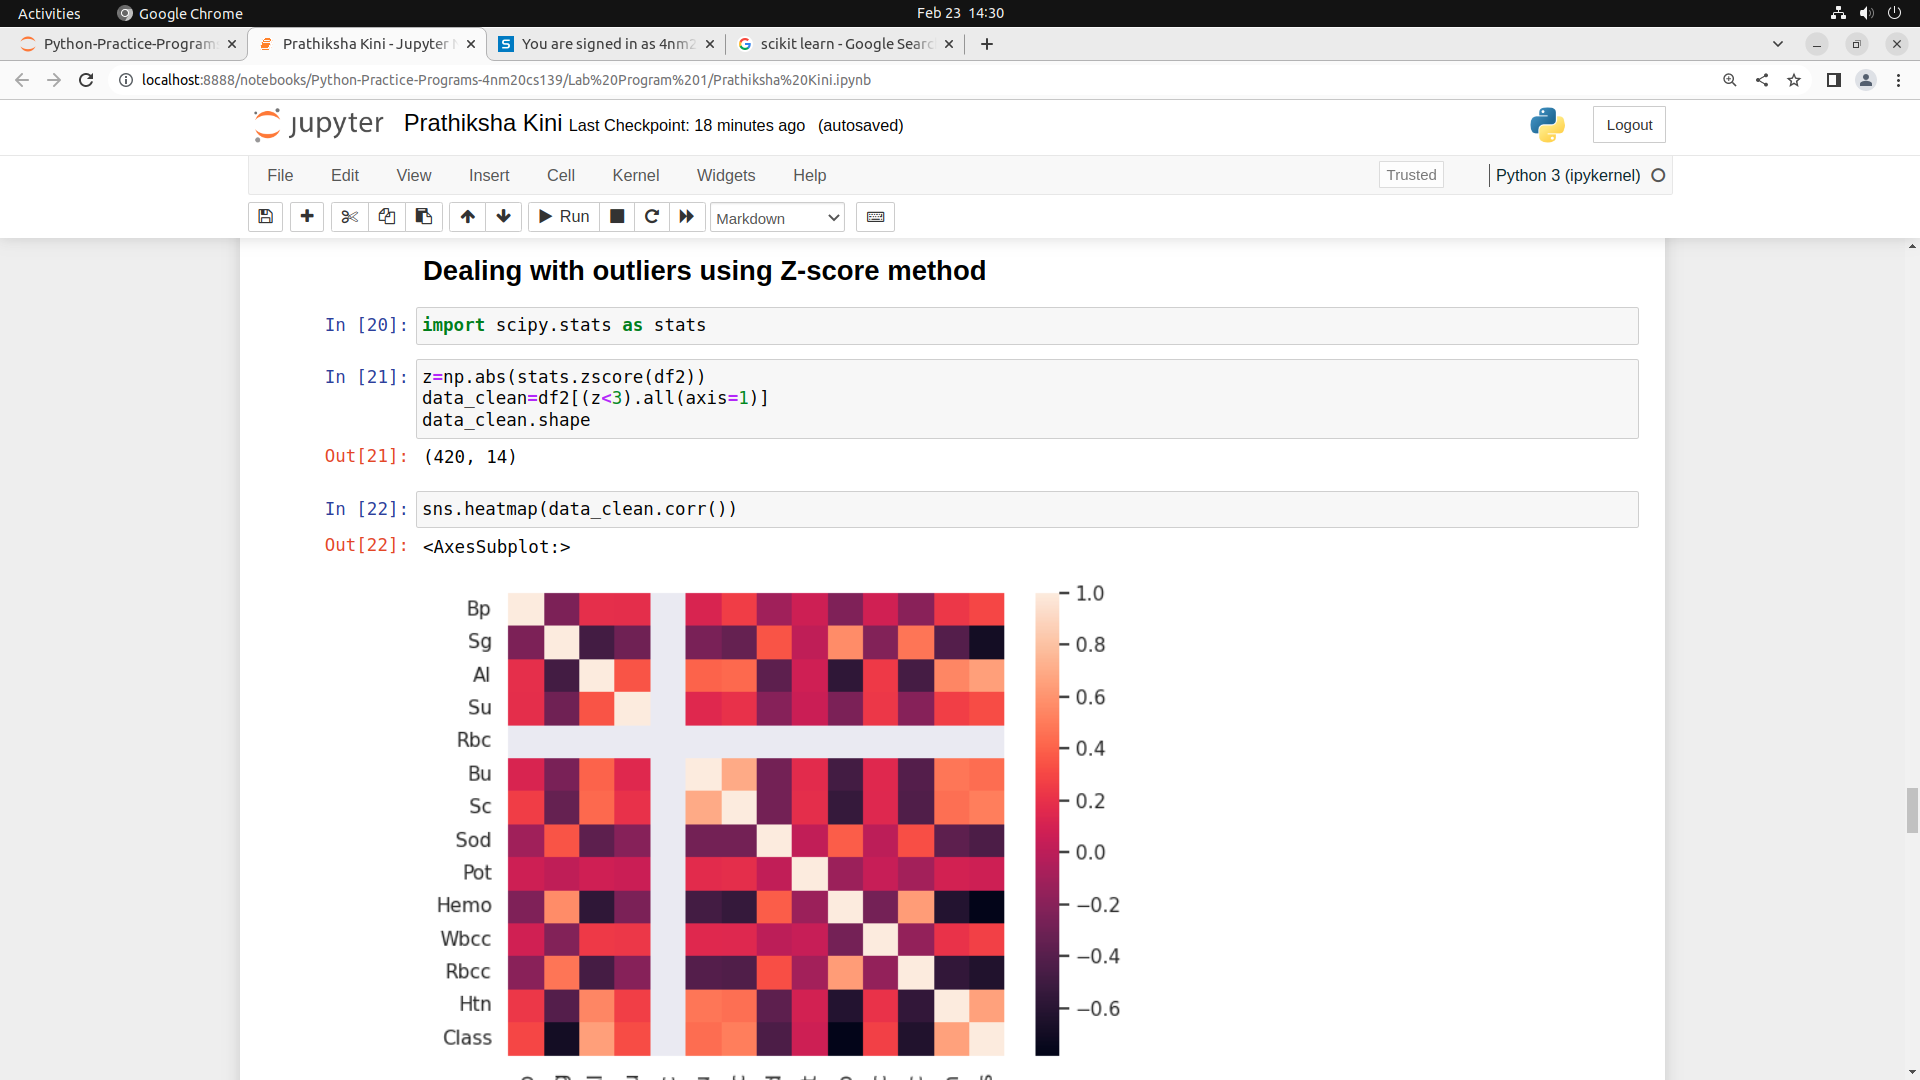 Activities Google Chrome Feb 23 14:30
Python-Practice-Program Prathiksha Kini - Jupyter N You are signed in as 4nm2 scikit learn - Google Searc
localhost:8888/notebooks/Python-Practice-Programs-4nm20cs139/Lab%20Program%201/Prathiksha%20Kini.ipynb
jupyter Prathiksha Kini Last Checkpoint: 18 minutes ago (autosaved) Logout
File Edit View Insert Cell Kernel Widgets Help Trusted Python 3 (ipykernel)
Run Markdown
Dealing with outliers using Z-score method
In [20]: import scipy.stats as stats
In [21]: z=np.abs(stats.zscore(df2))
data_clean=df2[(z<3).all(axis=1)]
data_clean.shape
Out[21]: (420, 14)
In [22]: sns.heatmap(data_clean.corr())
Out[22]: <AxesSubplot:>
Bp
Sg
Al
Su
Rbc
Bu
Sc
Sod
Pot
Hemo
Wbcc
Rbcc
Htn
Class
1.0
0.8
0.6
0.4
0.2
0.0
−0.2
−0.4
−0.6